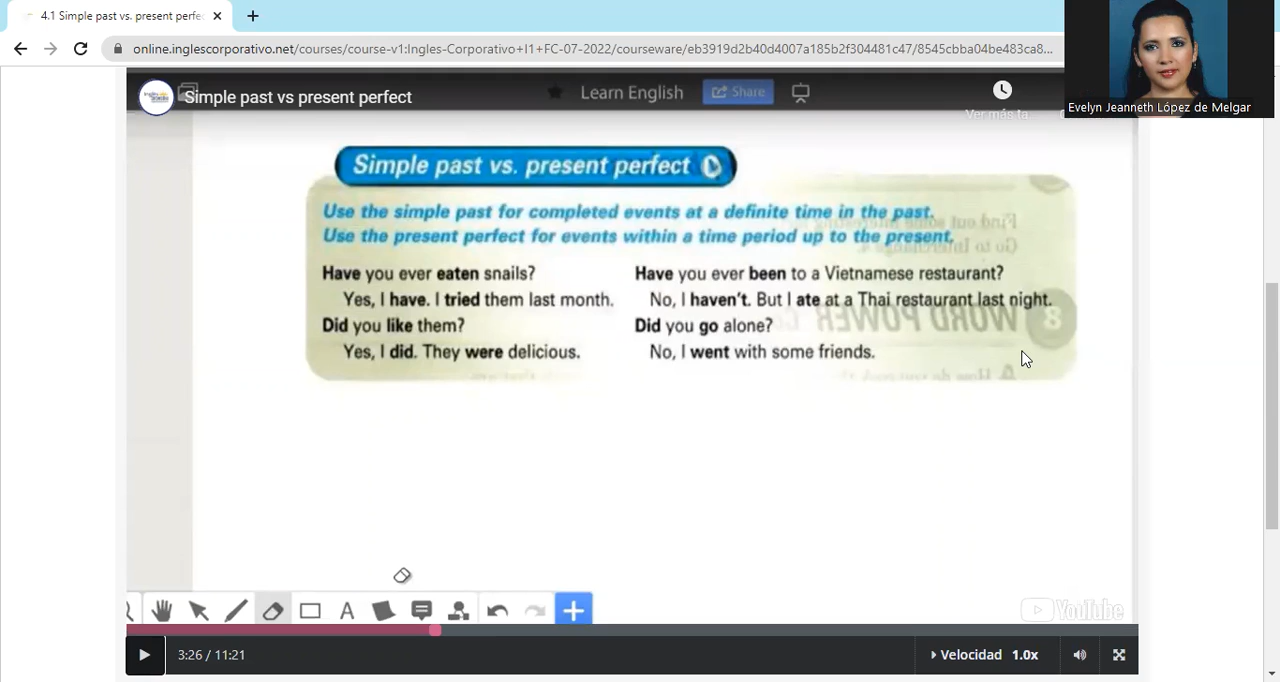 4.1 Simple past vs. present perfe
online.inglescorporativo.net/courses/course-v1:Ingles-Corporativo+I1+FC-07-2022/courseware/eb3919d2b40d4007a185b2f304481c47/8545cbba04be483ca8...
Evelyn Jeanneth López de Melgar
Simple past vs present perfect
Learn English
Share
Ver más ta
Simple past vs. present perfect
Use the simple past for completed events at a definite time in the past.
Use the present perfect for events within a time period up to the present.
Have you ever eaten snails?
Yes, I have. I tried them last month.
Did you like them?
Yes, I did. They were delicious.
Have you ever been to a Vietnamese restaurant?
No, I haven't. But I ate at a Thai restaurant last night.
Did you go alone?
No, I went with some friends.
WORD POWER
8
A
YouTube
3:26 / 11:21
Velocidad 1.0x